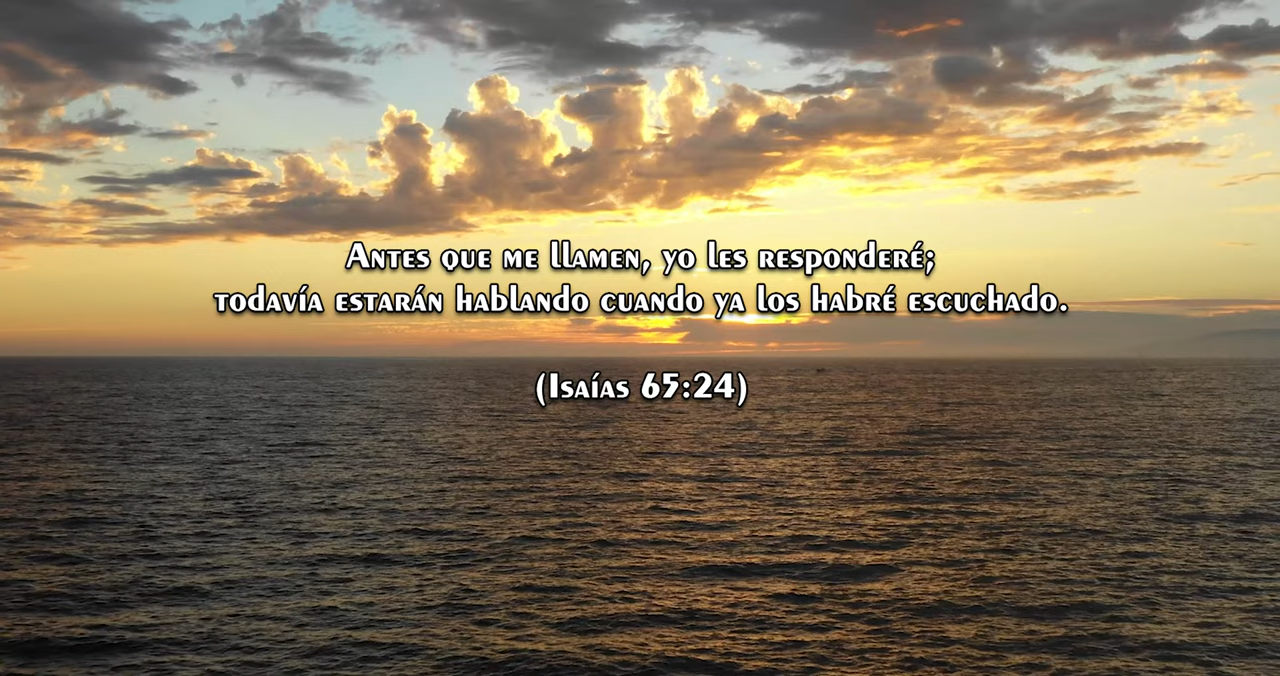 Antes que me llamen, yo les responderé;
todavía estarán hablando cuando ya los habré escuchado.
(Isaías 65:24)